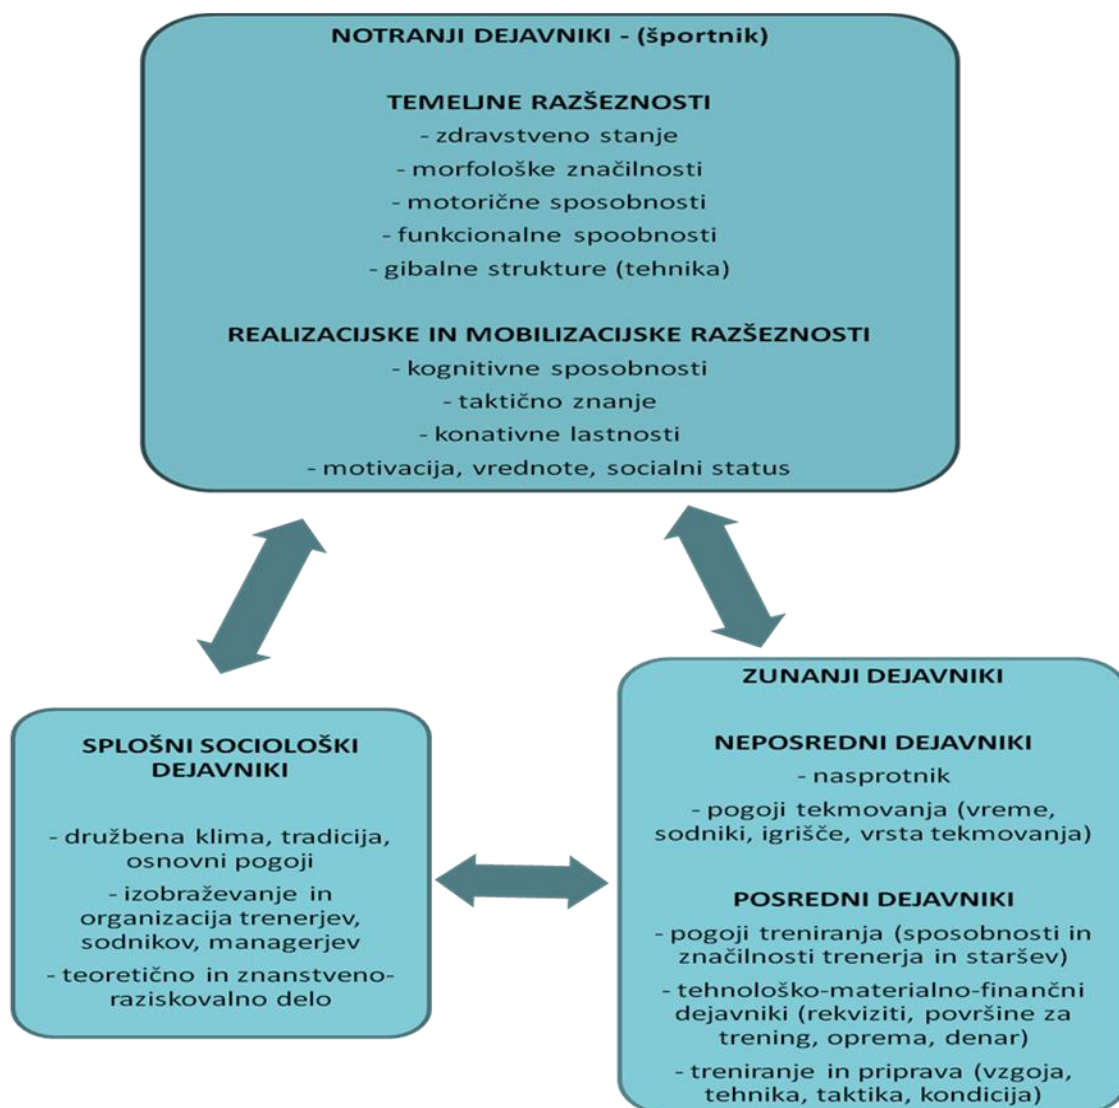 NOTRANJI DEJAVNIKI - (športnik)
TEMELJNE RAZŠEZNOSTI
- zdravstveno stanje
- morfološke značilnosti
- motorične sposobnosti
- funkcionalne spoobnosti
- gibalne strukture (tehnika)
REALIZACIJSKE IN MOBILIZACIJSKE RAZŠEZNOSTI
- kognitivne sposobnosti
- taktično znanje
- konativne lastnosti
- motivacija, vrednote, socialni status
SPLOŠNI SOCIOLOŠKI
DEJAVNIKI
- družbena klima, tradicija,
osnovni pogoji
- izobraževanje in
organizacija trenerjev,
sodnikov, managerjev
- teoretično in znanstveno-
raziskovalno delo
ZUNANJI DEJAVNIKI
NEPOSREDNI DEJAVNIKI
- nasprotnik
- pogoji tekmovanja (vreme,
sodniki, igrišče, vrsta tekmovanja)
POSREDNI DEJAVNIKI
- pogoji treniranja (sposobnosti in
značilnosti trenerja in staršev)
- tehnološko-materialno-finančni
dejavniki (rekviziti, površine za
trening, oprema, denar)
- treniranje in priprava (vzgoja,
tehnika, taktika, kondicija)